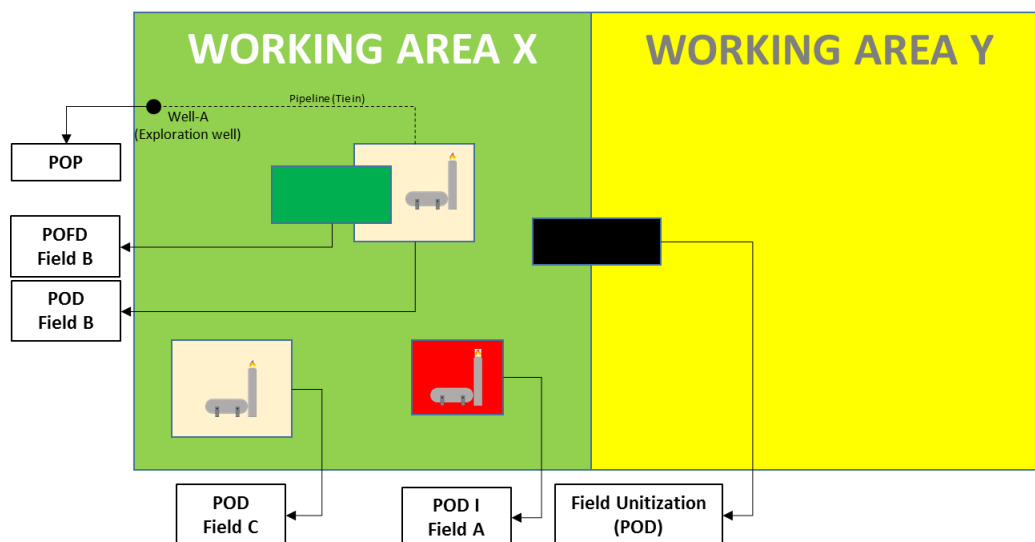 WORKING AREA X
WORKING AREA Y
Pipeline (Tie in)
Well-A
(Exploration well)
POP
POFD
Field B
POD
Field B
POD
Field C
POD I
Field A
Field Unitization
(POD)